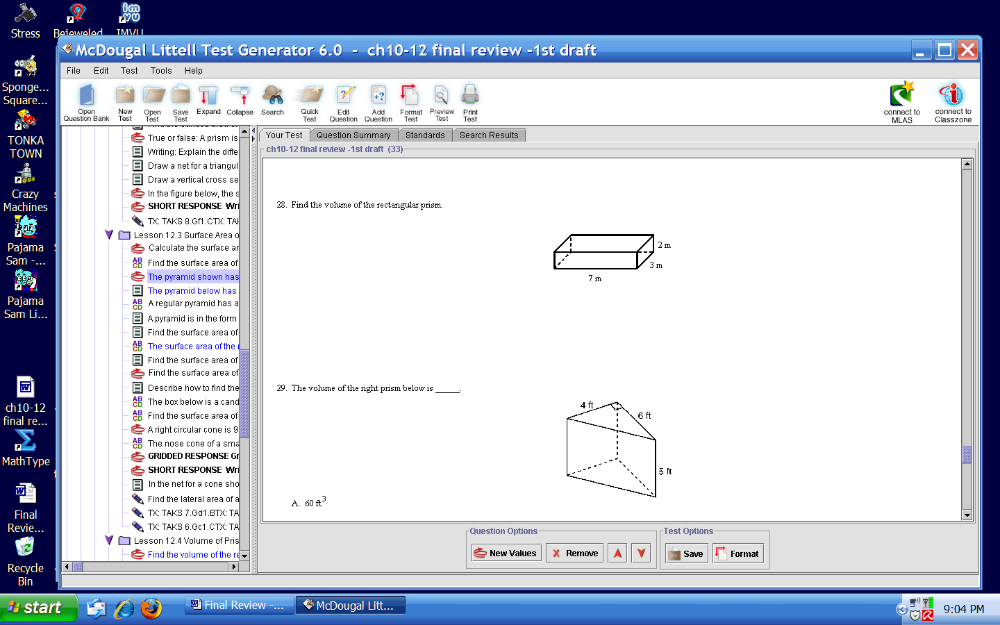 Stress
Bejeweled
IMVU
Sponge...
Square...
TONKA
TOWN
Crazy
Machines
Pajama
Sam -...
Pajama
Sam Li...
ch10-12
final re...
MathType
Final
Revie...
Recycle
Bin
McDougal Littell Test Generator 6.0 - ch10-12 final review -1st draft
File Edit Test Tools Help
Open
Question Bank
New
Test
Open
Test
Save
Test
Expand
Collapse
Search
Quick
Test
Edit
Question
Add
Question
Format
Test
Preview
Test
Print
Test
connect to
MLAS
connect to
Classzone
True or false: A prism is
Writing: Explain the diffe
Draw a net for a triangul
Draw a vertical cross se
In the figure below, the s
SHORT RESPONSE Wri
TX: TAKS 8.Gf1.CTX: TAK
Lesson 12.3 Surface Area o
Calculate the surface ar
Find the surface area of
The pyramid shown has
The pyramid below has
A regular pyramid has a
A pyramid is in the form
Find the surface area of
The surface area of the r
Find the surface area of
Find the surface area of
Describe how to find the
The box below is a cand
Find the surface area of
A right circular cone is 9
The nose cone of a sma
GRIDDED RESPONSE Gr
SHORT RESPONSE Wri
In the net for a cone sho
Find the lateral area of a
TX: TAKS 7.Gd1.BTX: TA
TX: TAKS 6.Gc1.CTX: TA
Lesson 12.4 Volume of Pris
Find the volume of the re
Your Test Question Summary Standards Search Results
ch10-12 final review -1st draft (33)
28. Find the volume of the rectangular prism.
2 m
3 m
7 m
29. The volume of the right prism below is _____.
4 ft
6 ft
5 ft
A. 60 ft3
Question Options
New Values Remove
Test Options
Save Format
start
Final Review -...
McDougal Litt...
9:04 PM